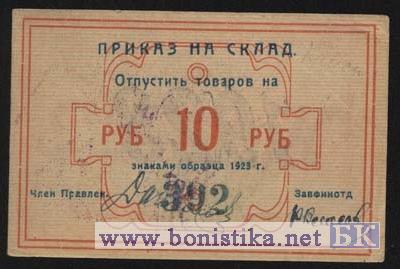 ПРИКАЗ НА СКЛАД.
Отпустить товаров на
РУБ 10 РУБ
знаками образца 1923 г.
Член Правлен. Завфинотд
392
www.bonistika.net БК